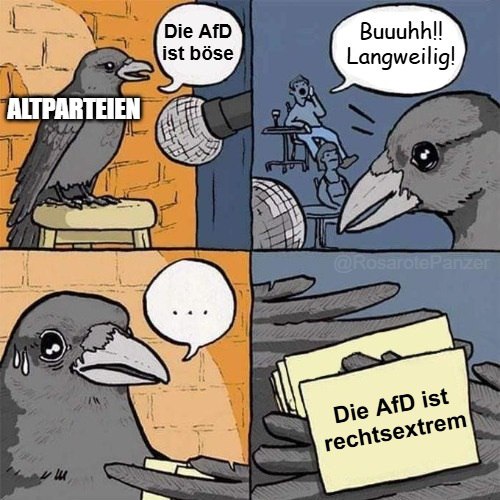 Die AfD
ist böse
ALTPARTEIEN
Buuuhh!!
Langweilig!
@RosarotePanzer
. . .
Die AfD ist
rechtsextrem